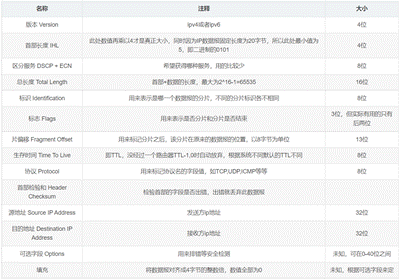 名称 注释 大小
版本 Version ipv4或者ipv6 4位
首部长度 IHL 此处数值再乘以4才是真正大小，同时因为IP数据报固定长度为20字节，所以此处最小值为
5，即二进制的0101 4位
区分服务 DSCP + ECN 希望获得哪种服务，用的比较少 8位
总长度 Total Length 首部+数据的长度，最大为2^16-1=65535 16位
标识 Identification 用来表示是哪一个数据报的分片，不同的分片标识各不相同 8位
标志 Flags 用来表示是否分片和分片是否结束 3位，但实际有用的只有
后两位
片偏移 Fragment Offset 用来标记分片之后，该分片在原来的数据报的位置，以8字节为单位 13位
生存时间 Time To Live 即TTL，没经过一个路由器TTL-1,0时自动放弃，根据系统不同默认的TTL不同 8位
协议 Protocol 用来标记协议名的字段值，如TCP,UDP,ICMP等等 8位
首部检验和 Header
Checksum 检验首部的字段是否出错，出错就丢弃此数据报
源地址 Source IP Address 发送方ip地址 32位
目的地址 Destination IP
Address 接收方ip地址 32位
可选字段 Options 用来排错等安全检测 未知，可在0-40位之间
填充 将数据报对齐成4字节的整数倍，数值全部为0 未知，根据可选字段未定